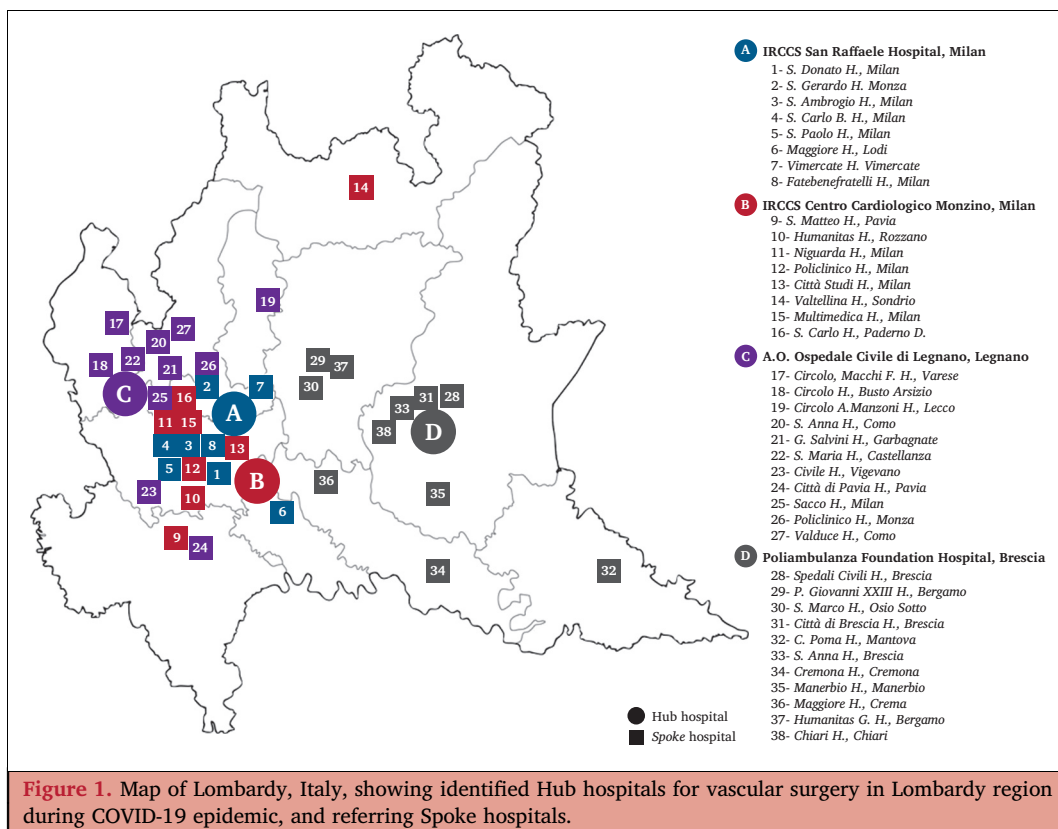 14
19
17
27
20
22
18
21
26
29
37
2
7
30
C
25
16
A
31
28
33
11
15
38
D
4
3
8
13
5
12
1
B
36
23
10
35
6
9
24
34
32
A IRCCS San Raffaele Hospital, Milan
1- S. Donato H., Milan
2- S. Gerardo H. Monza
3- S. Ambrogio H., Milan
4- S. Carlo B. H., Milan
5- S. Paolo H., Milan
6- Maggiore H., Lodi
7- Vimercate H. Vimercate
8- Fatebenefratelli H., Milan
B IRCCS Centro Cardiologico Monzino, Milan
9- S. Matteo H., Pavia
10- Humanitas H., Rozzano
11- Niguarda H., Milan
12- Policlinico H., Milan
13- Città Studi H., Milan
14- Valtellina H., Sondrio
15- Multimedica H., Milan
16- S. Carlo H., Paderno D.
C A.O. Ospedale Civile di Legnano, Legnano
17- Circolo, Macchi F. H., Varese
18- Circolo H., Busto Arsizio
19- Circolo A.Manzoni H., Lecco
20- S. Anna H., Como
21- G. Salvini H., Garbagnate
22- S. Maria H., Castellanza
23- Civile H., Vigevano
24- Città di Pavia H., Pavia
25- Sacco H., Milan
26- Policlinico H., Monza
27- Valduce H., Como
D Poliambulanza Foundation Hospital, Brescia
28- Spedali Civili H., Brescia
29- P. Giovanni XXIII H., Bergamo
30- S. Marco H., Osio Sotto
31- Città di Brescia H., Brescia
32- C. Poma H., Mantova
33- S. Anna H., Brescia
34- Cremona H., Cremona
35- Manerbio H., Manerbio
36- Maggiore H., Crema
37- Humanitas G. H., Bergamo
38- Chiari H., Chiari
Hub hospital
Spoke hospital
Figure 1. Map of Lombardy, Italy, showing identified Hub hospitals for vascular surgery in Lombardy region
during COVID-19 epidemic, and referring Spoke hospitals.